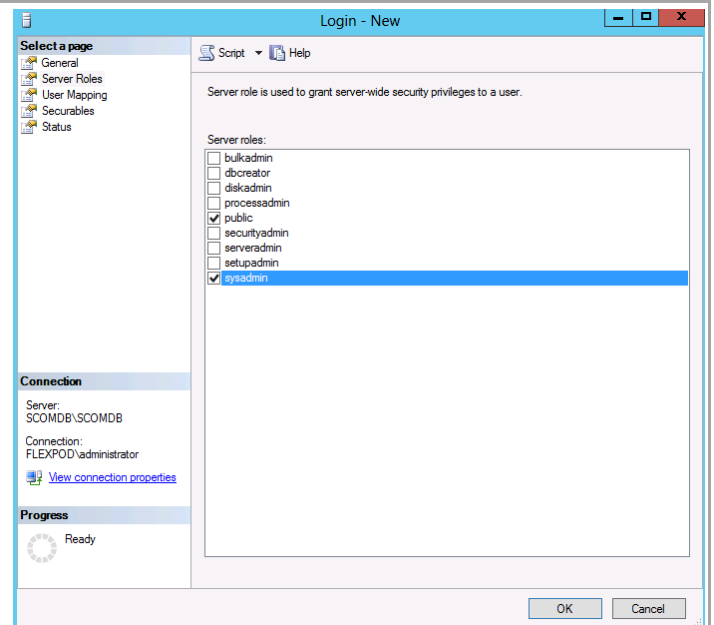 Login - New
Select a page
General
Server Roles
User Mapping
Securables
Status
Script
Help
Server role is used to grant server-wide security privileges to a user.
Server roles:
bulkadmin
dbcreator
diskadmin
processadmin
public
securityadmin
serveradmin
setupadmin
sysadmin
Connection
Server:
SCOMDB\SCOMDB
Connection:
FLEXPOD\administrator
View connection properties
Progress
Ready
OK
Cancel